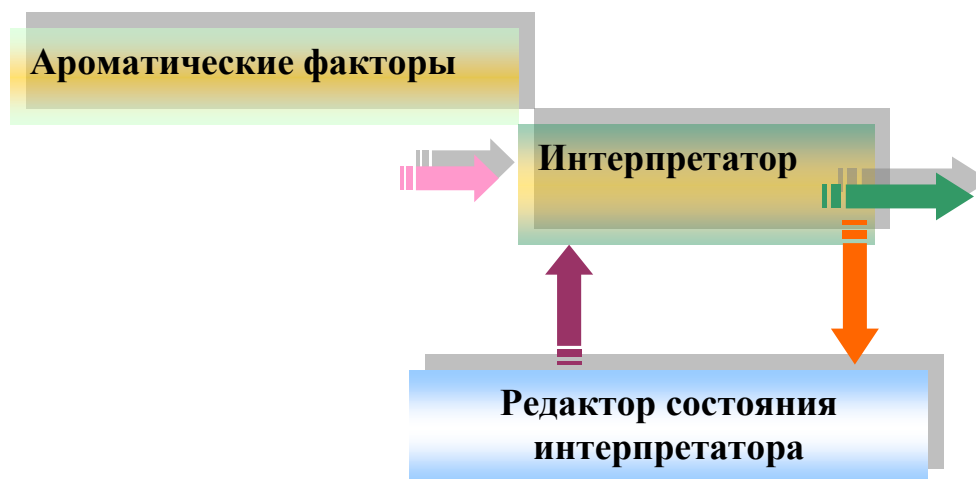 Ароматические факторы
Интерпретатор
Редактор состояния
интерпретатора